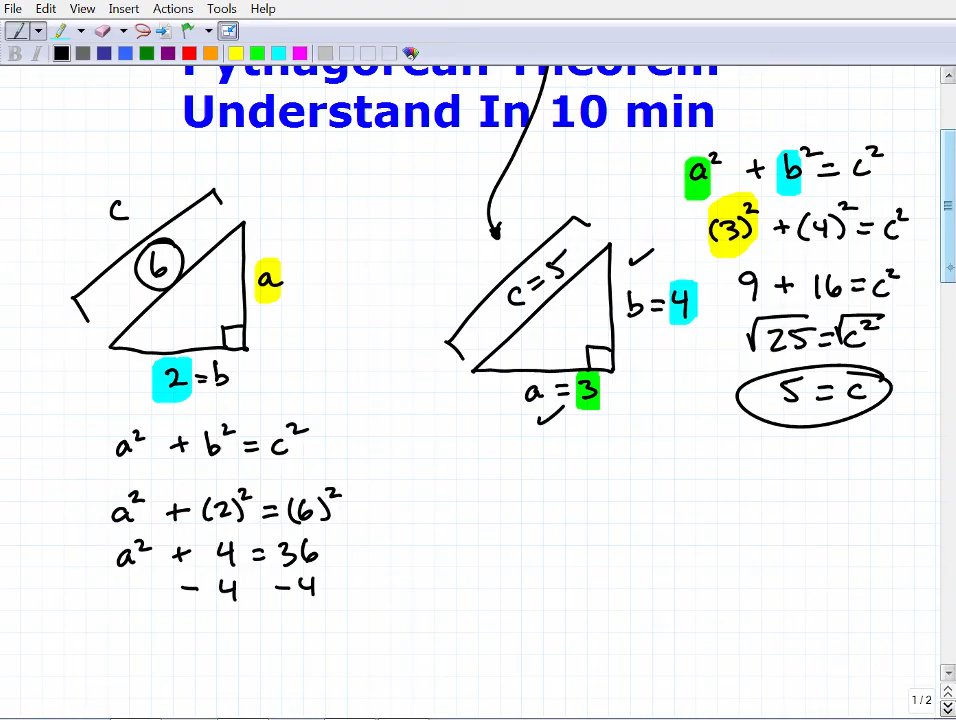 File Edit View Insert Actions Tools Help
B I
Pythagorean Theorem
Understand In 10 min
c
6
a
2 = b
a² + b² = c²
a² + (2)² = (6)²
a² + 4 = 36
- 4 - 4
c = 5
b = 4
a = 3
a² + b² = c²
(3)² + (4)² = c²
9 + 16 = c²
√25 = √c²
5 = c
1 / 2